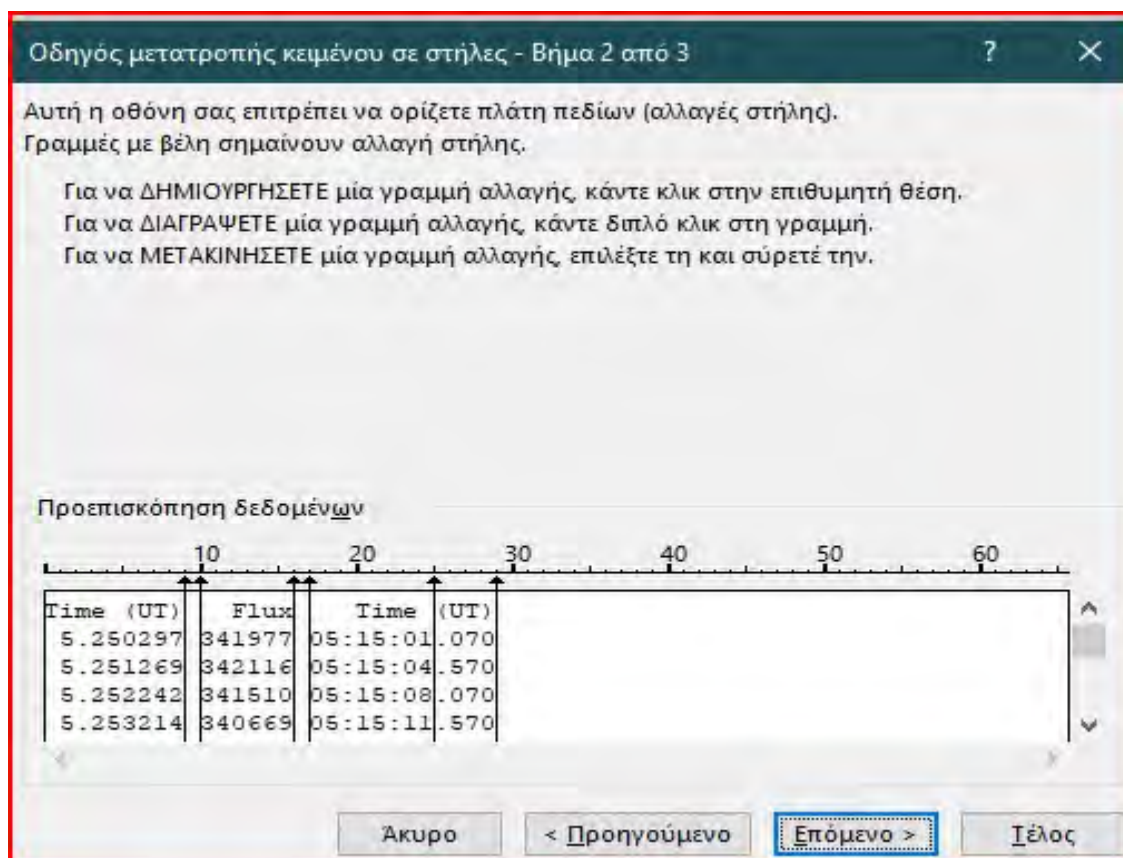 Οδηγός μετατροπής κειμένου σε στήλες - Βήμα 2 από 3 ? ✕
Αυτή η οθόνη σας επιτρέπει να ορίζετε πλάτη πεδίων (αλλαγές στήλης).
Γραμμές με βέλη σημαίνουν αλλαγή στήλης.
Για να ΔΗΜΙΟΥΡΓΗΣΕΤΕ μία γραμμή αλλαγής, κάντε κλικ στην επιθυμητή θέση.
Για να ΔΙΑΓΡΑΨΕΤΕ μία γραμμή αλλαγής, κάντε διπλό κλικ στη γραμμή.
Για να ΜΕΤΑΚΙΝΗΣΕΤΕ μία γραμμή αλλαγής, επιλέξτε τη και σύρετέ την.
Προεπισκόπηση δεδομένων
10 20 30 40 50 60
Time (UT) Flux Time (UT)
5.250297 341977 05:15:01.070
5.251269 342116 05:15:04.570
5.252242 341510 05:15:08.070
5.253214 340669 05:15:11.570
Άκυρο < Προηγούμενο Επόμενο > Τέλος